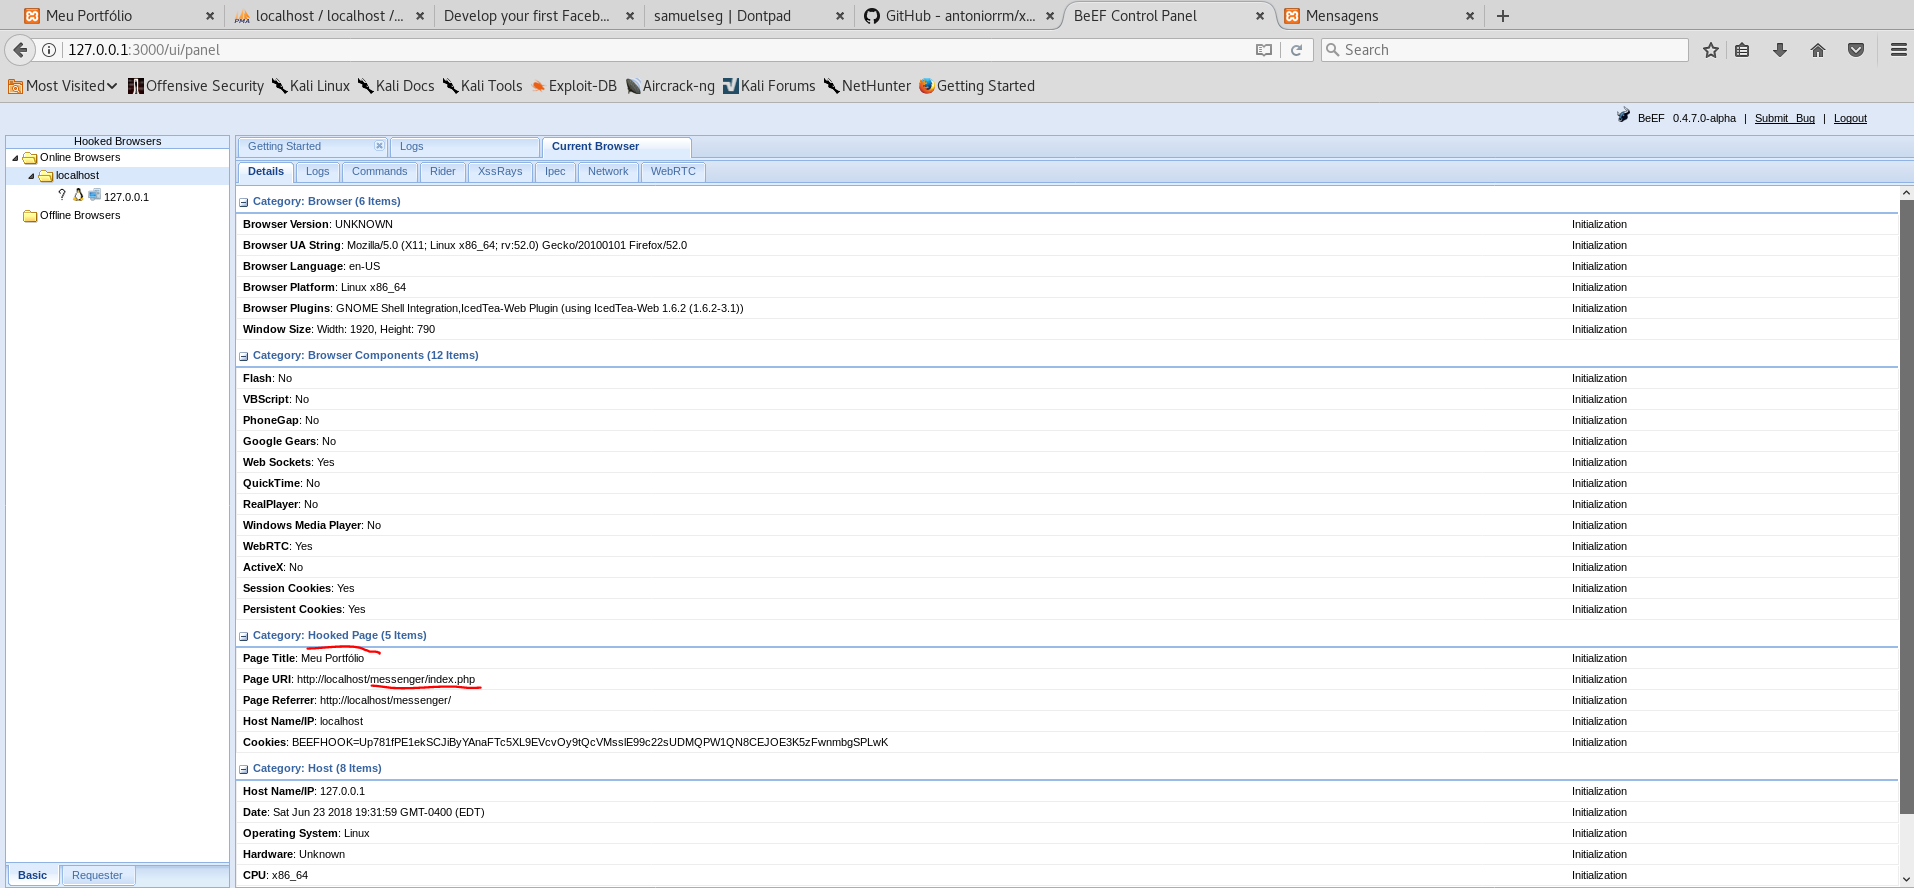 Meu Portfólio
localhost / localhost /...
Develop your first Faceb...
samuelseg | Dontpad
GitHub - antoniorrm/x...
BeEF Control Panel
Mensagens
127.0.0.1:3000/ui/panel
Search
Most Visited
Offensive Security
Kali Linux
Kali Docs
Kali Tools
Exploit-DB
Aircrack-ng
Kali Forums
NetHunter
Getting Started
BeEF 0.4.7.0-alpha | Submit Bug | Logout
Hooked Browsers
Online Browsers
localhost
? 127.0.0.1
Offline Browsers
Basic
Requester
Getting Started
Logs
Current Browser
Details
Logs
Commands
Rider
XssRays
Ipec
Network
WebRTC
Category: Browser (6 Items)
Browser Version: UNKNOWN Initialization
Browser UA String: Mozilla/5.0 (X11; Linux x86_64; rv:52.0) Gecko/20100101 Firefox/52.0 Initialization
Browser Language: en-US Initialization
Browser Platform: Linux x86_64 Initialization
Browser Plugins: GNOME Shell Integration,IcedTea-Web Plugin (using IcedTea-Web 1.6.2 (1.6.2-3.1)) Initialization
Window Size: Width: 1920, Height: 790 Initialization
Category: Browser Components (12 Items)
Flash: No Initialization
VBScript: No Initialization
PhoneGap: No Initialization
Google Gears: No Initialization
Web Sockets: Yes Initialization
QuickTime: No Initialization
RealPlayer: No Initialization
Windows Media Player: No Initialization
WebRTC: Yes Initialization
ActiveX: No Initialization
Session Cookies: Yes Initialization
Persistent Cookies: Yes Initialization
Category: Hooked Page (5 Items)
Page Title: Meu Portfólio Initialization
Page URI: http://localhost/messenger/index.php Initialization
Page Referrer: http://localhost/messenger/ Initialization
Host Name/IP: localhost Initialization
Cookies: BEEFHOOK=Up781fPE1ekSCJiByYAnaFTc5XL9EVcvOy9tQcVMsslE99c22sUDMQPW1QN8CEJOE3K5zFwnmbgSPLwK Initialization
Category: Host (8 Items)
Host Name/IP: 127.0.0.1 Initialization
Date: Sat Jun 23 2018 19:31:59 GMT-0400 (EDT) Initialization
Operating System: Linux Initialization
Hardware: Unknown Initialization
CPU: x86_64 Initialization